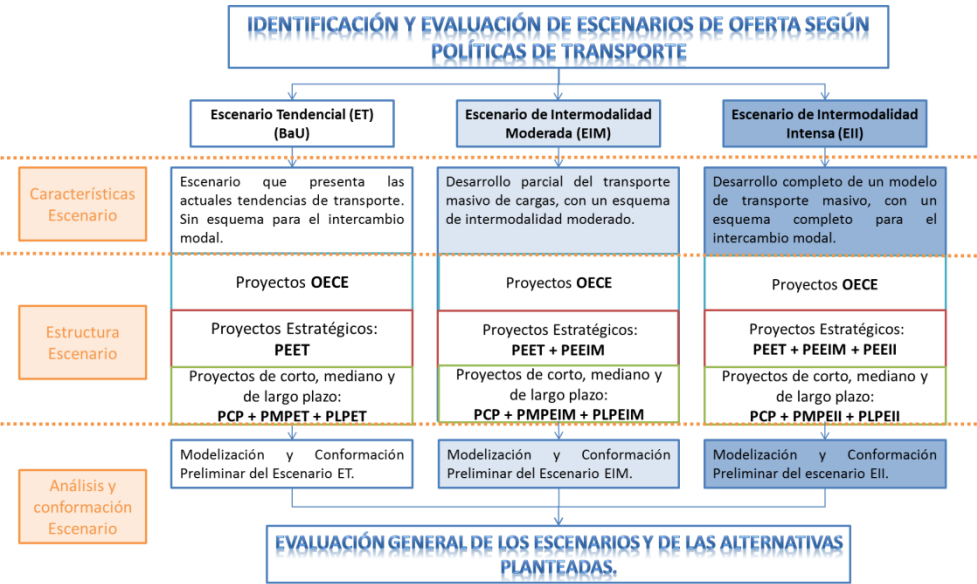 IDENTIFICACIÓN Y EVALUACIÓN DE ESCENARIOS DE OFERTA SEGÚN
POLÍTICAS DE TRANSPORTE
Escenario Tendencial (ET)
(BaU)
Escenario de Intermodalidad
Moderada (EIM)
Escenario de Intermodalidad
Intensa (EII)
Características
Escenario
Escenario que presenta las
actuales tendencias de transporte.
Sin esquema para el intercambio
modal.
Desarrollo parcial del transporte
masivo de cargas, con un esquema
de intermodalidad moderado.
Desarrollo completo de un modelo
de transporte masivo, con un
esquema completo para el
intercambio modal.
Estructura
Escenario
Proyectos OECE
Proyectos OECE
Proyectos OECE
Proyectos Estratégicos:
PEET
Proyectos Estratégicos:
PEET + PEEIM
Proyectos Estratégicos:
PEET + PEEIM + PEEII
Proyectos de corto, mediano y
de largo plazo:
PCP + PMPET + PLPET
Proyectos de corto, mediano y
de largo plazo:
PCP + PMPEIM + PLPEIM
Proyectos de corto, mediano y
de largo plazo:
PCP + PMPEII + PLPEII
Análisis y
conformación
Escenario
Modelización y Conformación
Preliminar del Escenario ET.
Modelización y Conformación
Preliminar del Escenario EIM.
Modelización y Conformación
Preliminar del escenario EII.
EVALUACIÓN GENERAL DE LOS ESCENARIOS Y DE LAS ALTERNATIVAS
PLANTEADAS.